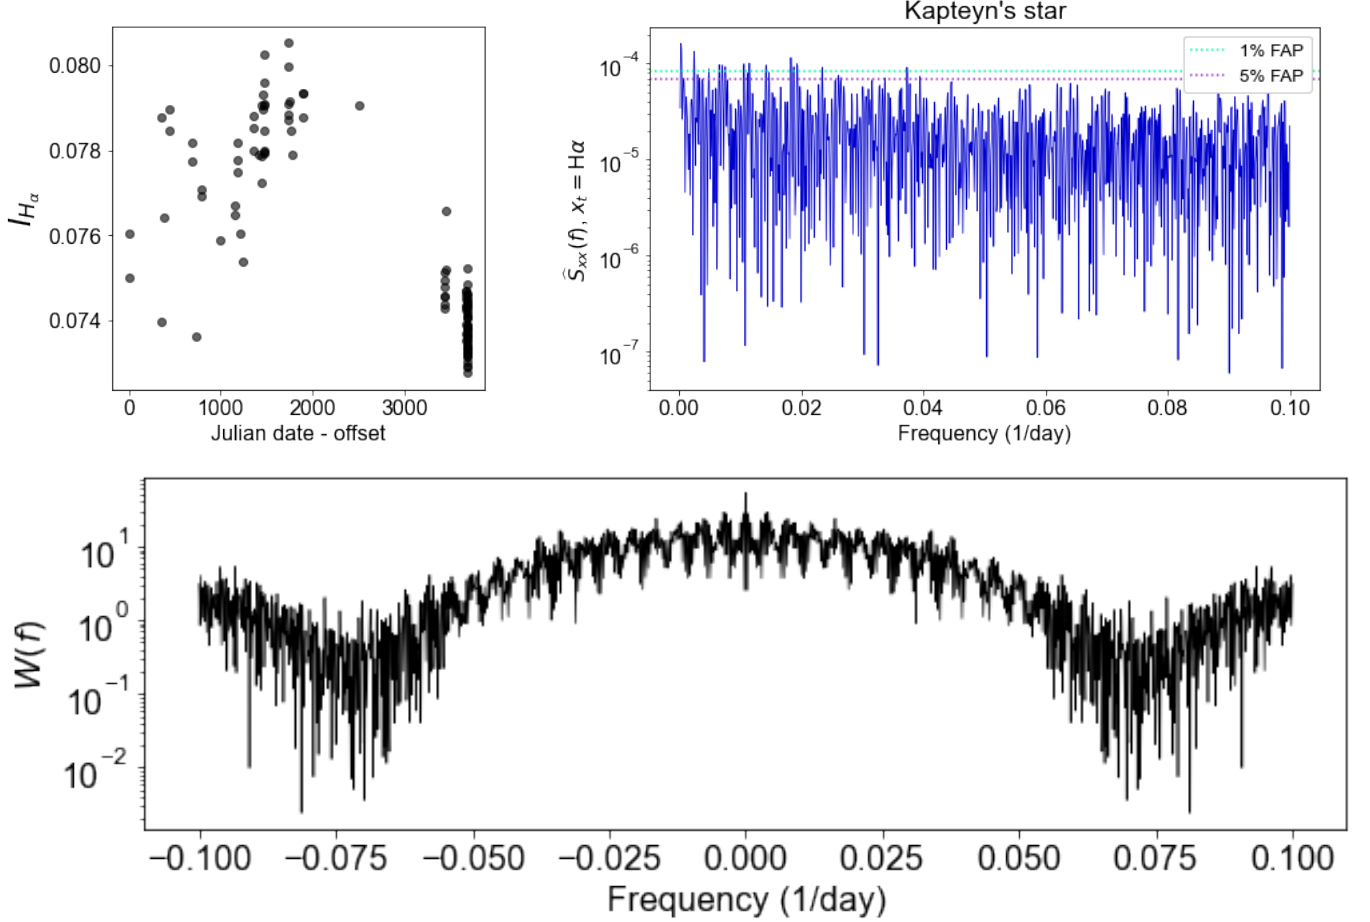 Kapteyn's star
0.080
0.078
0.076
0.074
I_{H_α}
0 1000 2000 3000
Julian date - offset
10^{-4}
10^{-5}
10^{-6}
10^{-7}
Ŝ_{xx}(f), x_t = Hα
1% FAP
5% FAP
0.00 0.02 0.04 0.06 0.08 0.10
Frequency (1/day)
10^1
10^0
10^{-1}
10^{-2}
W(f)
−0.100 −0.075 −0.050 −0.025 0.000 0.025 0.050 0.075 0.100
Frequency (1/day)